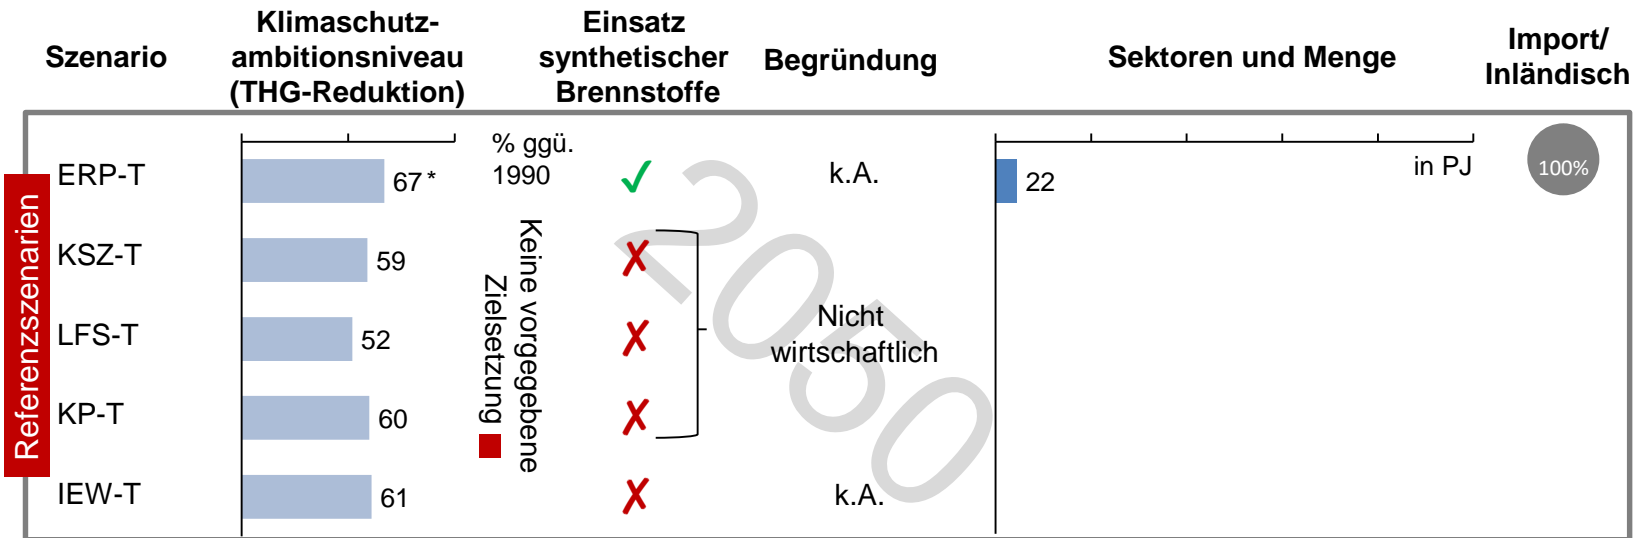 Szenario
Klimaschutz-
ambitionsniveau
(THG-Reduktion)
Einsatz
synthetischer
Brennstoffe
Begründung
Sektoren und Menge
Import/
Inländisch
Referenzszenarien
ERP-T
67 *
% ggü.
1990
✓
k.A.
22
in PJ
100%
KSZ-T
59
✗
LFS-T
52
✗
Nicht
wirtschaftlich
KP-T
60
✗
IEW-T
61
✗
k.A.
Keine vorgegebene
Zielsetzung
2050